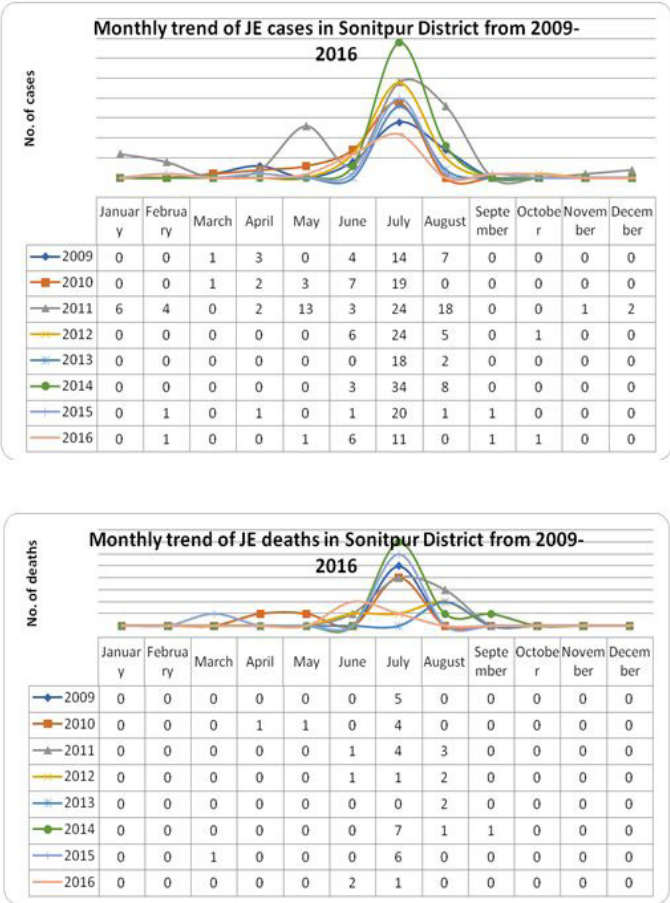 Monthly trend of JE cases in Sonitpur District from 2009-
2016
No. of cases
Januar y Februa ry March April May June July August Septe mber Octobe r Novem ber Decem ber
2009 0 0 1 3 0 4 14 7 0 0 0 0
2010 0 0 1 2 3 7 19 0 0 0 0 0
2011 6 4 0 2 13 3 24 18 0 0 1 2
2012 0 0 0 0 0 6 24 5 0 1 0 0
2013 0 0 0 0 0 0 18 2 0 0 0 0
2014 0 0 0 0 0 3 34 8 0 0 0 0
2015 0 1 0 1 0 1 20 1 1 0 0 0
2016 0 1 0 0 1 6 11 0 1 1 0 0
Monthly trend of JE deaths in Sonitpur District from 2009-
2016
No. of deaths
Januar y Februa ry March April May June July August Septe mber Octobe r Novem ber Decem ber
2009 0 0 0 0 0 0 5 0 0 0 0 0
2010 0 0 0 1 1 0 4 0 0 0 0 0
2011 0 0 0 0 0 1 4 3 0 0 0 0
2012 0 0 0 0 0 1 1 2 0 0 0 0
2013 0 0 0 0 0 0 0 2 0 0 0 0
2014 0 0 0 0 0 0 7 1 1 0 0 0
2015 0 0 1 0 0 0 6 0 0 0 0 0
2016 0 0 0 0 0 2 1 0 0 0 0 0